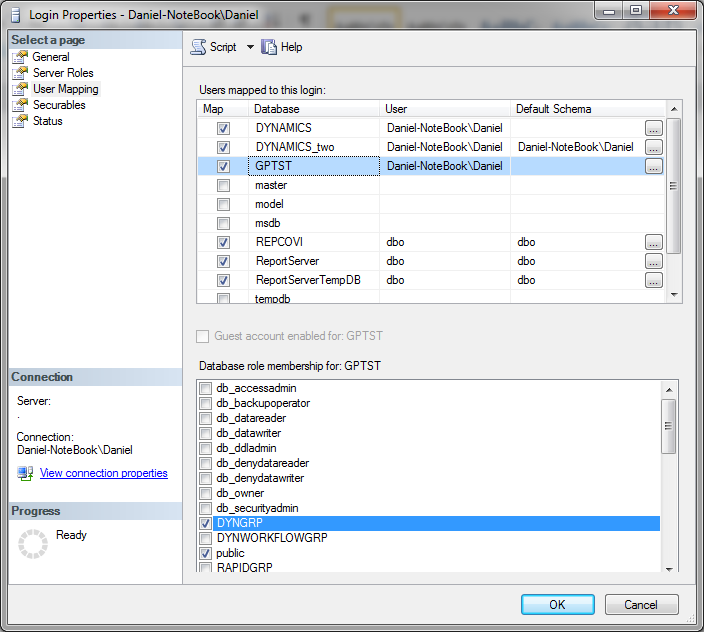 Login Properties - Daniel-NoteBook\Daniel
Select a page
General
Server Roles
User Mapping
Securables
Status
Script Help
Users mapped to this login:
Map Database User Default Schema
DYNAMICS Daniel-NoteBook\Daniel ...
DYNAMICS_two Daniel-NoteBook\Daniel Daniel-NoteBook\Daniel ...
GPTST Daniel-NoteBook\Daniel ...
master
model
msdb
REPCOVI dbo dbo ...
ReportServer dbo dbo ...
ReportServerTempDB dbo dbo ...
tempdb
Guest account enabled for: GPTST
Database role membership for: GPTST
db_accessadmin
db_backupoperator
db_datareader
db_datawriter
db_ddladmin
db_denydatareader
db_denydatawriter
db_owner
db_securityadmin
DYNGRP
DYNWORKFLOWGRP
public
RAPIDGRP
Connection
Server:
.
Connection:
Daniel-NoteBook\Daniel
View connection properties
Progress
Ready
OK Cancel